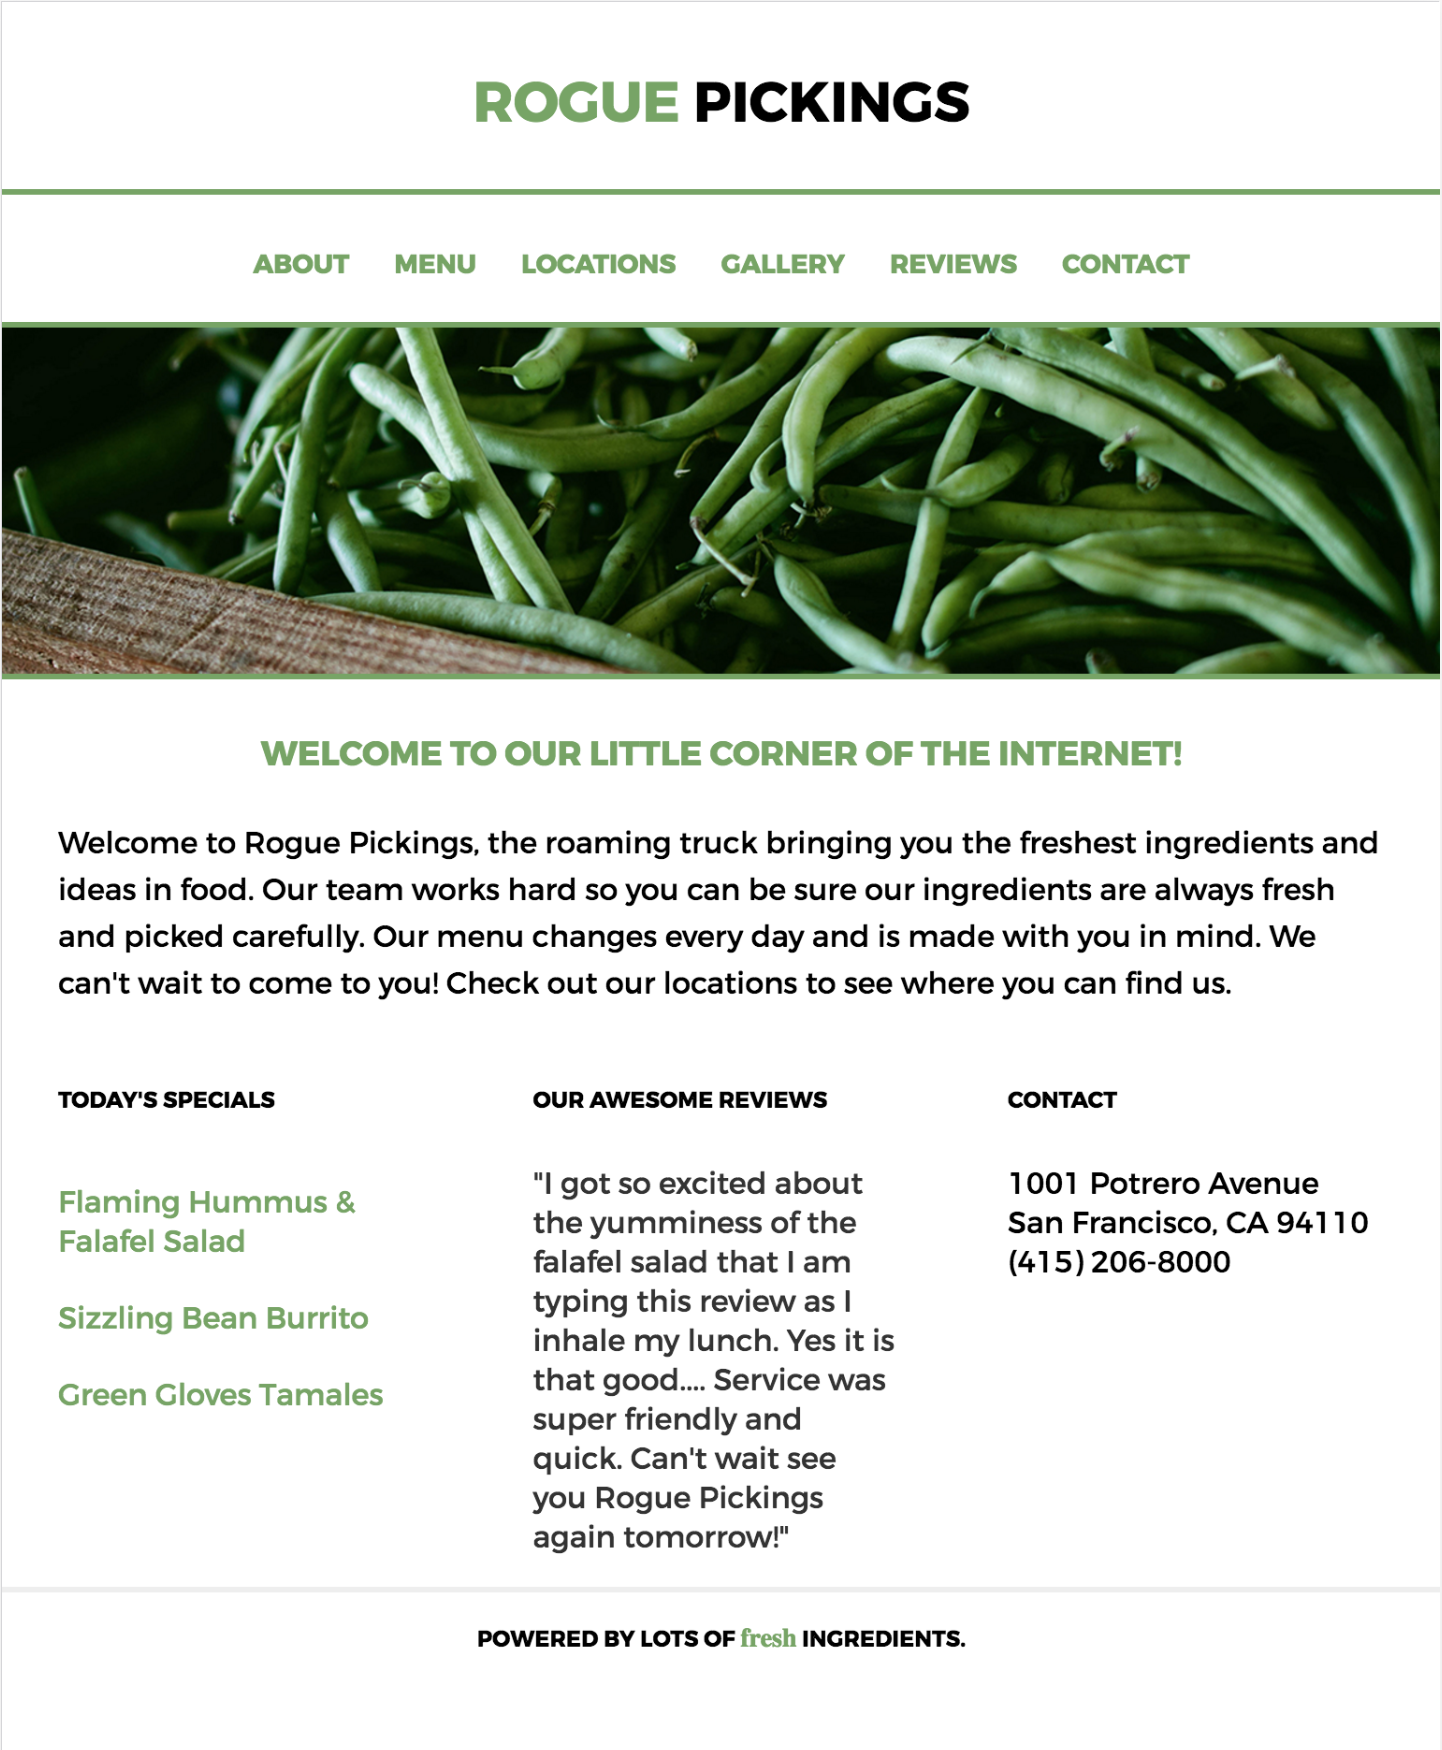 ROGUE PICKINGS
ABOUT MENU LOCATIONS GALLERY REVIEWS CONTACT
WELCOME TO OUR LITTLE CORNER OF THE INTERNET!
Welcome to Rogue Pickings, the roaming truck bringing you the freshest ingredients and
ideas in food. Our team works hard so you can be sure our ingredients are always fresh
and picked carefully. Our menu changes every day and is made with you in mind. We
can't wait to come to you! Check out our locations to see where you can find us.
TODAY'S SPECIALS
Flaming Hummus &
Falafel Salad
Sizzling Bean Burrito
Green Gloves Tamales
OUR AWESOME REVIEWS
"I got so excited about
the yumminess of the
falafel salad that I am
typing this review as I
inhale my lunch. Yes it is
that good.... Service was
super friendly and
quick. Can't wait see
you Rogue Pickings
again tomorrow!"
CONTACT
1001 Potrero Avenue
San Francisco, CA 94110
(415) 206-8000
POWERED BY LOTS OF fresh INGREDIENTS.